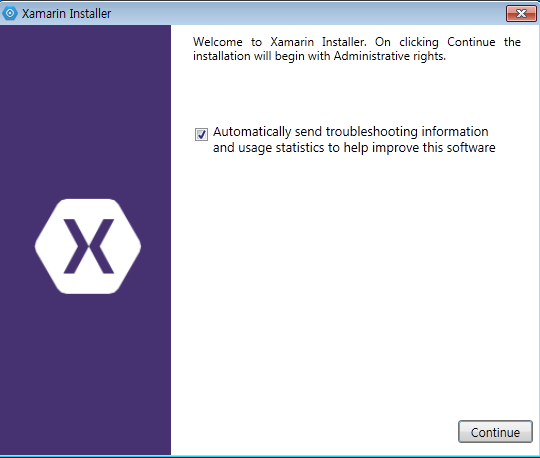 Xamarin Installer
Welcome to Xamarin Installer. On clicking Continue the
installation will begin with Administrative rights.
Automatically send troubleshooting information
and usage statistics to help improve this software
Continue